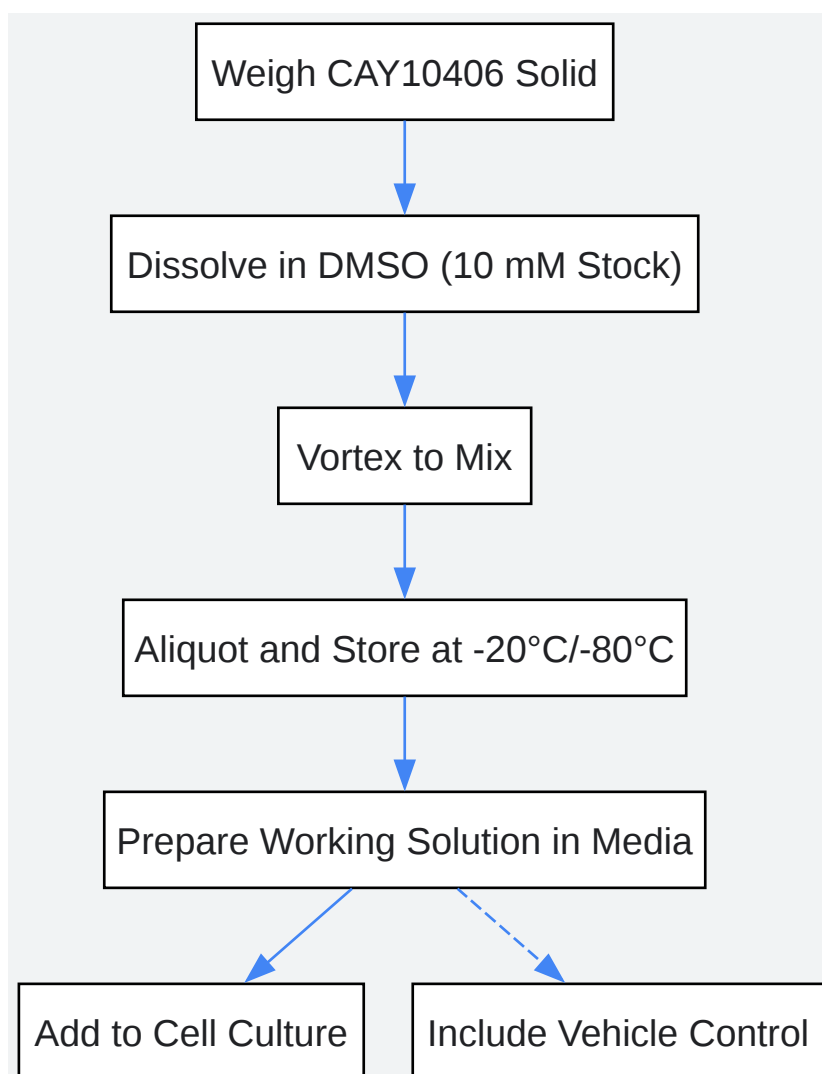 Weigh CAY10406 Solid
Dissolve in DMSO (10 mM Stock)
Vortex to Mix
Aliquot and Store at -20°C/-80°C
Prepare Working Solution in Media
Add to Cell Culture
Include Vehicle Control